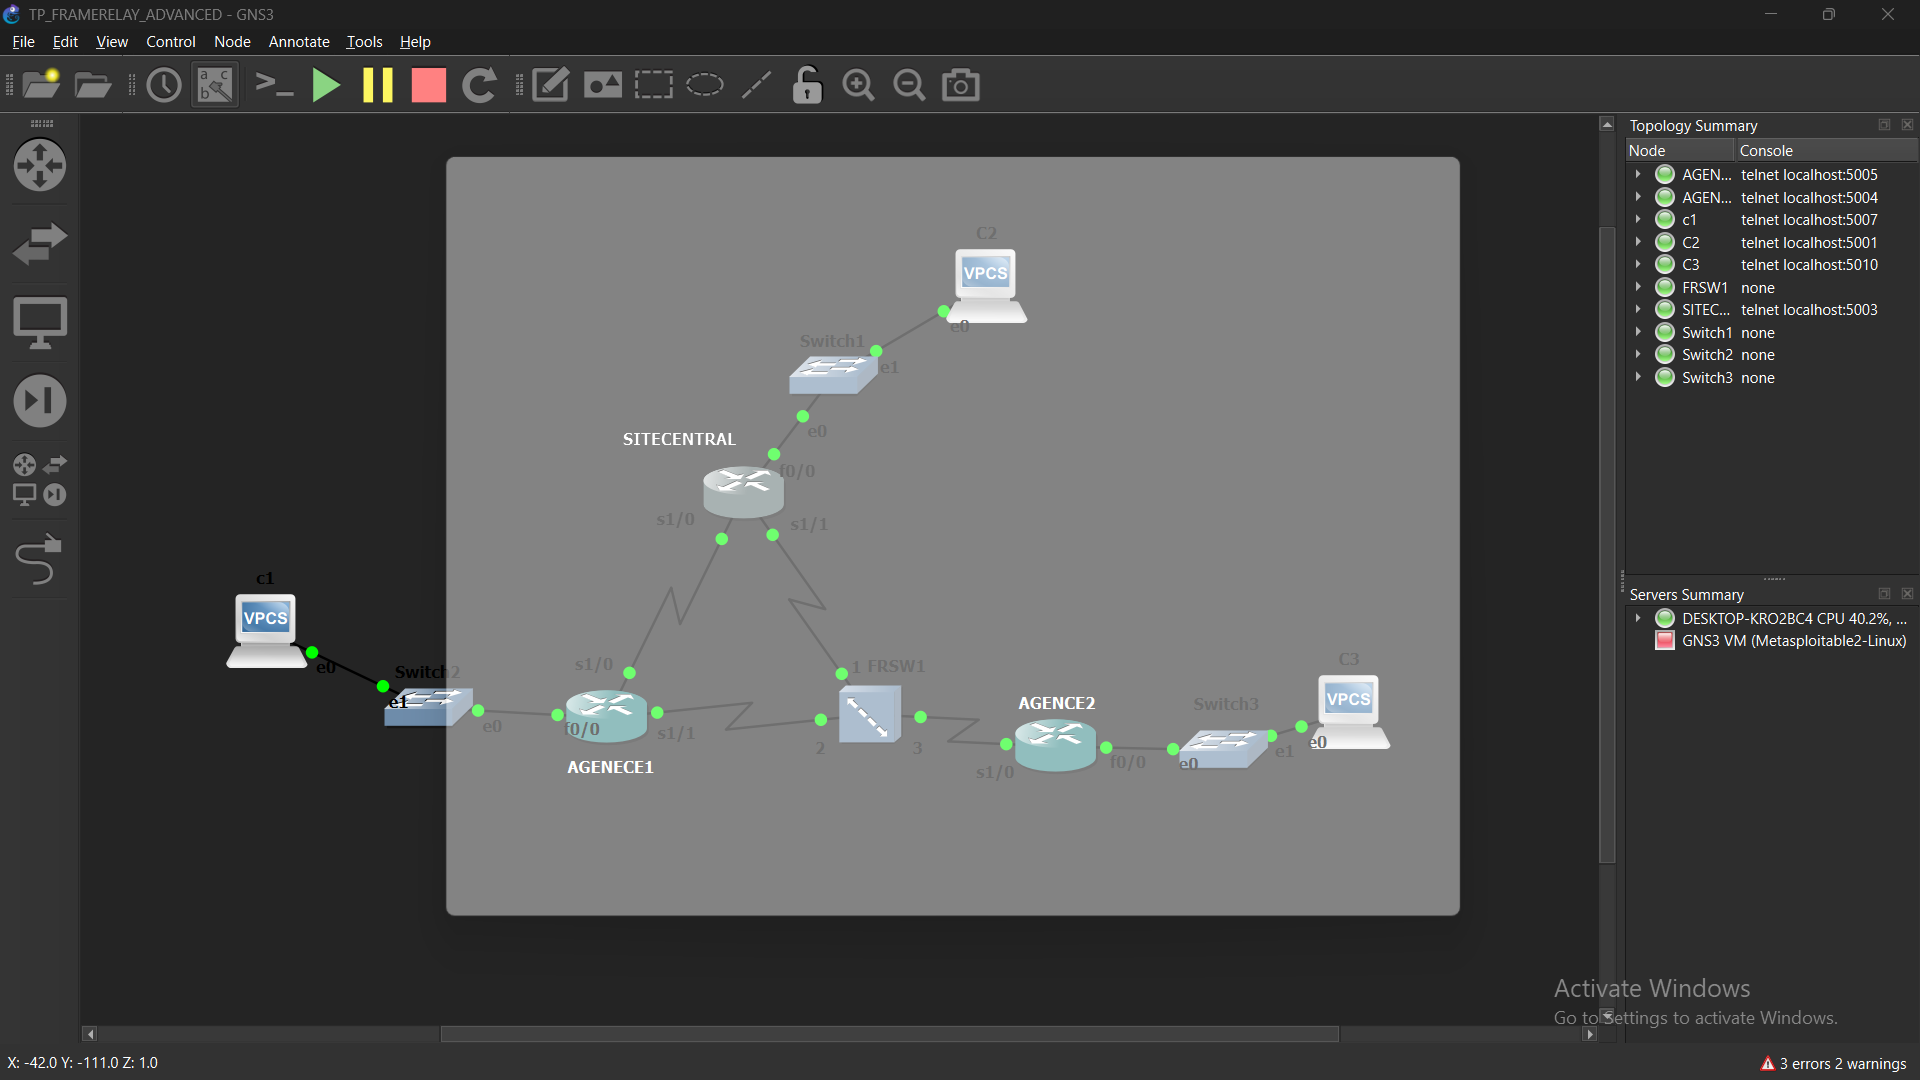 TP_FRAMERELAY_ADVANCED - GNS3
File Edit View Control Node Annotate Tools Help
a c
b
Topology Summary
Node Console
AGEN... telnet localhost:5005
AGEN... telnet localhost:5004
c1 telnet localhost:5007
C2 telnet localhost:5001
C3 telnet localhost:5010
FRSW1 none
SITEC... telnet localhost:5003
Switch1 none
Switch2 none
Switch3 none
C2
VPCS
e0
Switch1
e1
e0
SITECENTRAL
f0/0
s1/0
s1/1
c1
VPCS
e0
Switch2
e1
e0
s1/0
f0/0
s1/1
AGENECE1
1 FRSW1
2
3
AGENCE2
s1/0
f0/0
Switch3
e0
e1
C3
VPCS
e0
Servers Summary
DESKTOP-KRO2BC4 CPU 40.2%, ...
GNS3 VM (Metasploitable2-Linux)
Activate Windows
Go to Settings to activate Windows.
X: -42.0 Y: -111.0 Z: 1.0
3 errors 2 warnings